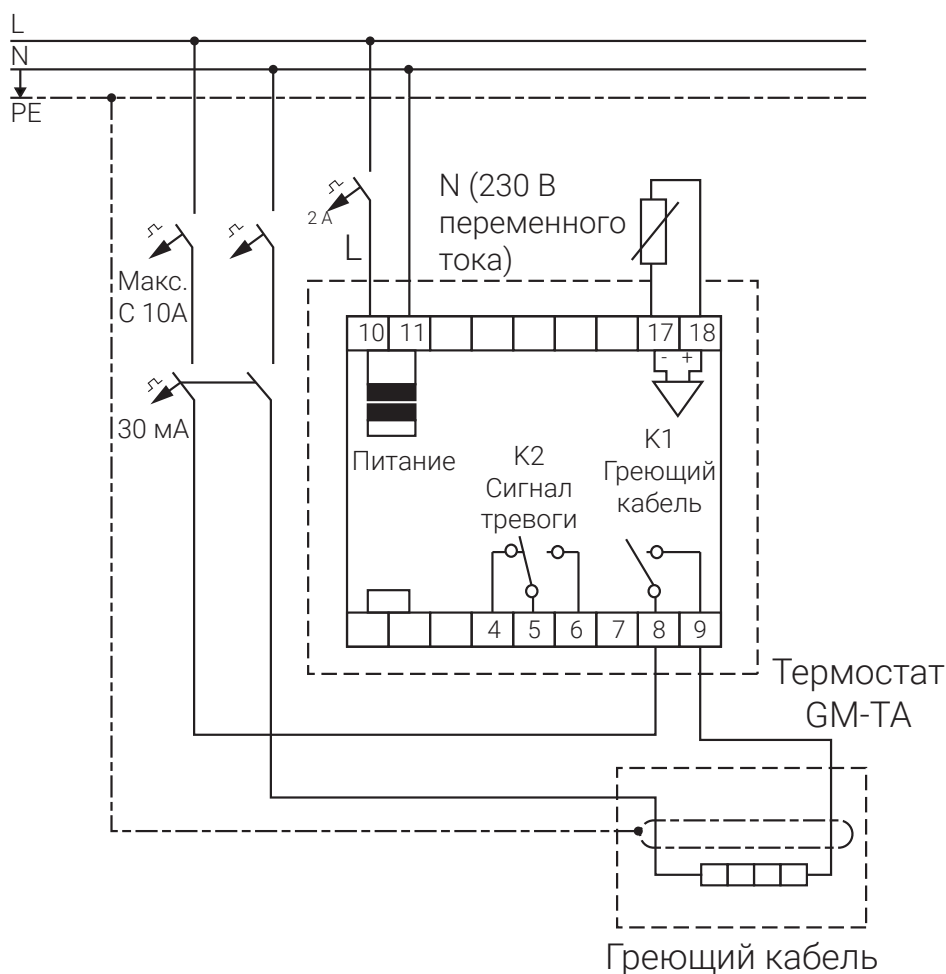 L
N
PE
2 A
L
N (230 В
переменного
тока)
Макс.
C 10А
30 мА
10 11 17 18
- +
Питание
K2
Сигнал
тревоги
K1
Греющий
кабель
4 5 6 7 8 9
Термостат
GM-TA
Греющий кабель